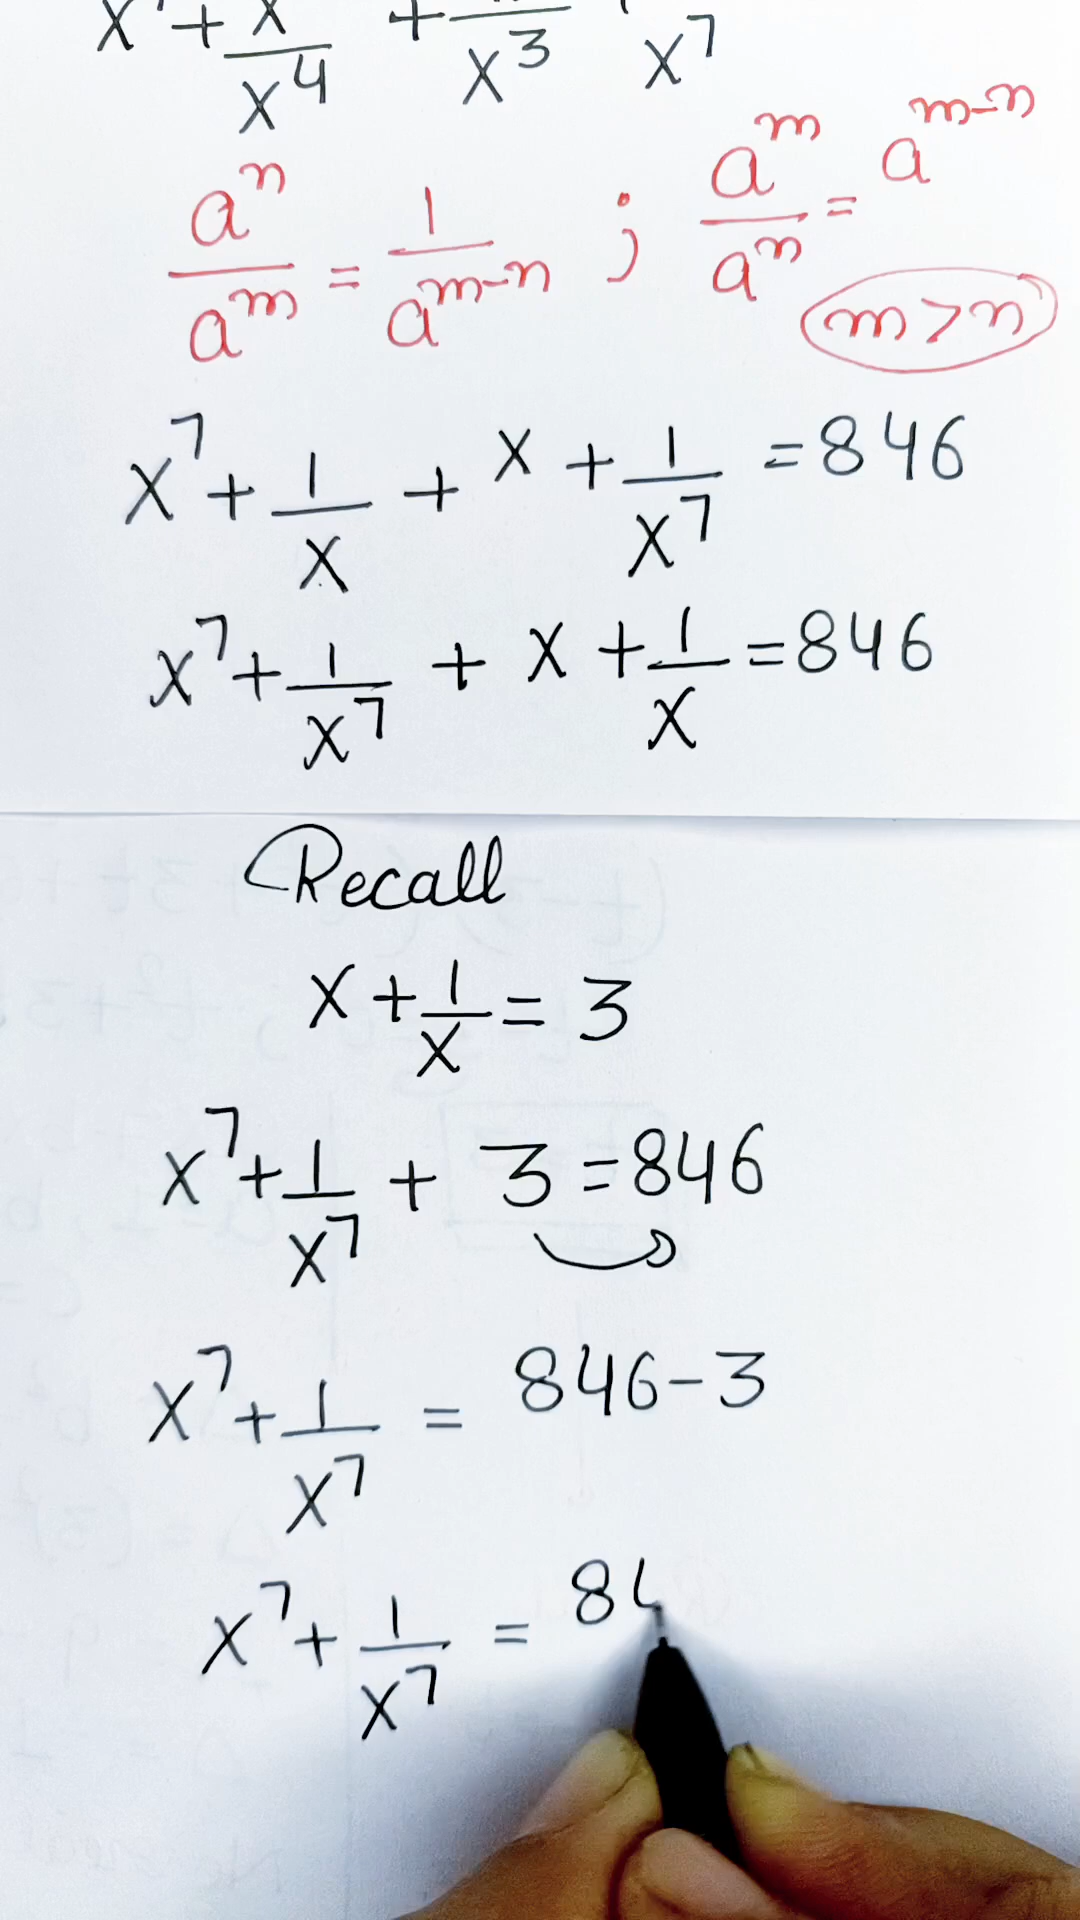 x + x/x⁴ + /x³ x⁷
aⁿ/aᵐ = 1/aᵐ⁻ⁿ ; aᵐ/aⁿ = aᵐ⁻ⁿ
m > n
x⁷ + 1/x + x + 1/x⁷ = 846
x⁷ + 1/x⁷ + x + 1/x = 846
Recall
x + 1/x = 3
x⁷ + 1/x⁷ + 3 = 846
x⁷ + 1/x⁷ = 846 - 3
x⁷ + 1/x⁷ = 84